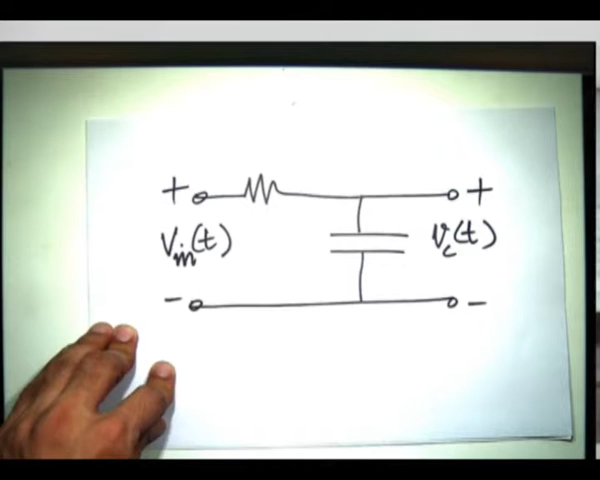 + +
Vin(t) vc(t)
- -